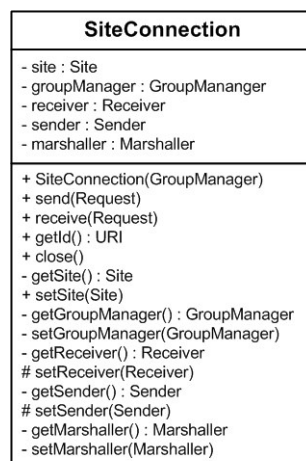 SiteConnection
- site : Site
- groupManager : GroupMananger
- receiver : Receiver
- sender : Sender
- marshaller : Marshaller
+ SiteConnection(GroupManager)
+ send(Request)
+ receive(Request)
+ getId() : URI
+ close()
- getSite() : Site
+ setSite(Site)
- getGroupManager() : GroupManager
- setGroupManager(GroupManager)
- getReceiver() : Receiver
# setReceiver(Receiver)
- getSender() : Sender
# setSender(Sender)
- getMarshaller() : Marshaller
- setMarshaller(Marshaller)